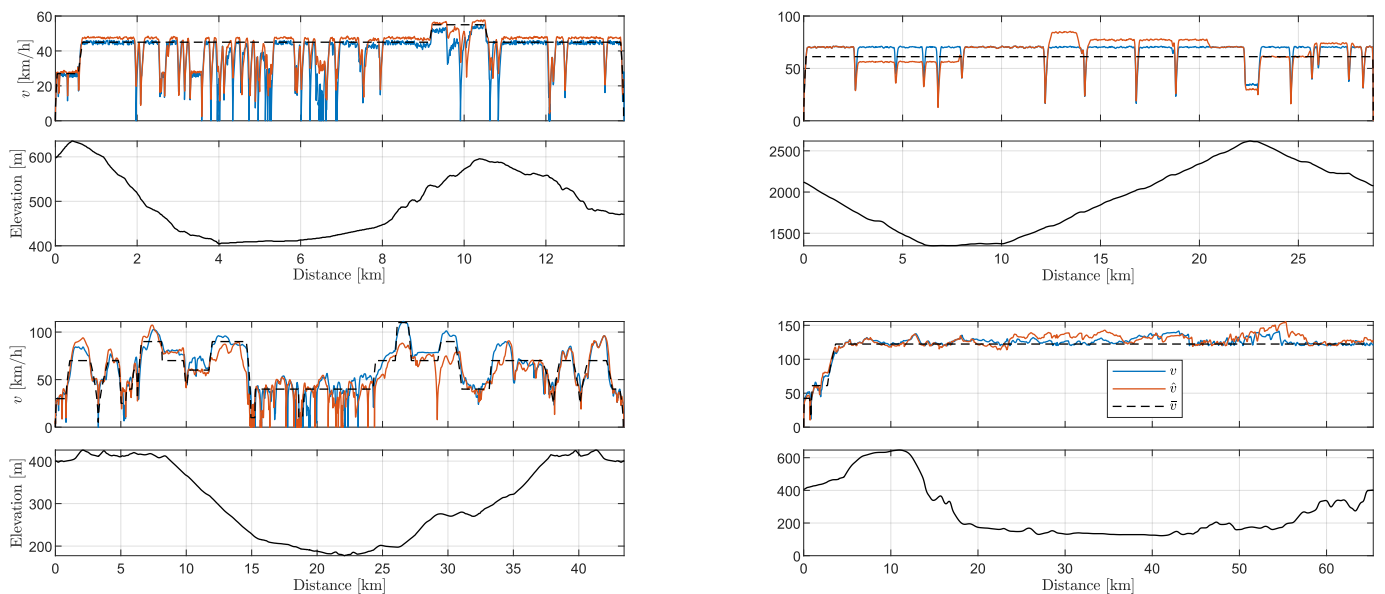 60
40
20
0
v [km/h]
600
500
400
Elevation [m]
0 2 4 6 8 10 12
Distance [km]
100
50
0
2500
2000
1500
0 5 10 15 20 25
Distance [km]
100
50
0
v [km/h]
400
300
200
Elevation [m]
0 5 10 15 20 25 30 35 40
Distance [km]
150
100
50
0
v
v̂
v̄
600
400
200
0
0 10 20 30 40 50 60
Distance [km]